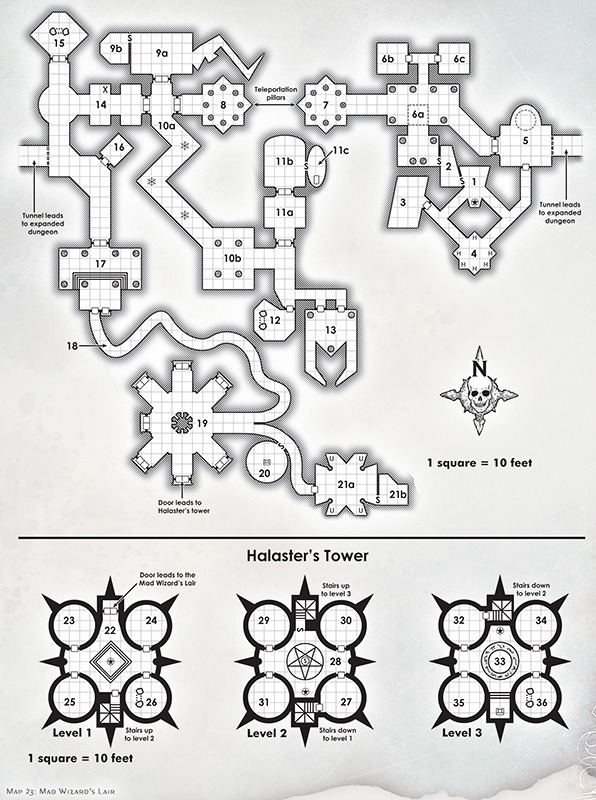 15
9b
S
9a
6b
6c
X
14
10a
8
Teleportation
pillars
7
6a
5
16
11b
S
11c
S
2
S
1
3
11a
4
H
H
H
H
Tunnel leads
to expanded
dungeon
Tunnel leads
to expanded
dungeon
17
10b
12
13
18
N
19
1 square = 10 feet
S
20
U
U
21a
U
U
S
21b
Door leads to
Halaster's tower
Halaster's Tower
Door leads to the
Mad Wizard's Lair
Stairs up
to level 3
Stairs down
to level 2
23
24
22
25
26
Level 1
Stairs up
to level 2
29
30
S
28
31
27
Level 2
Stairs down
to level 1
32
34
33
35
36
Level 3
1 square = 10 feet
Map 23: Mad Wizard's Lair